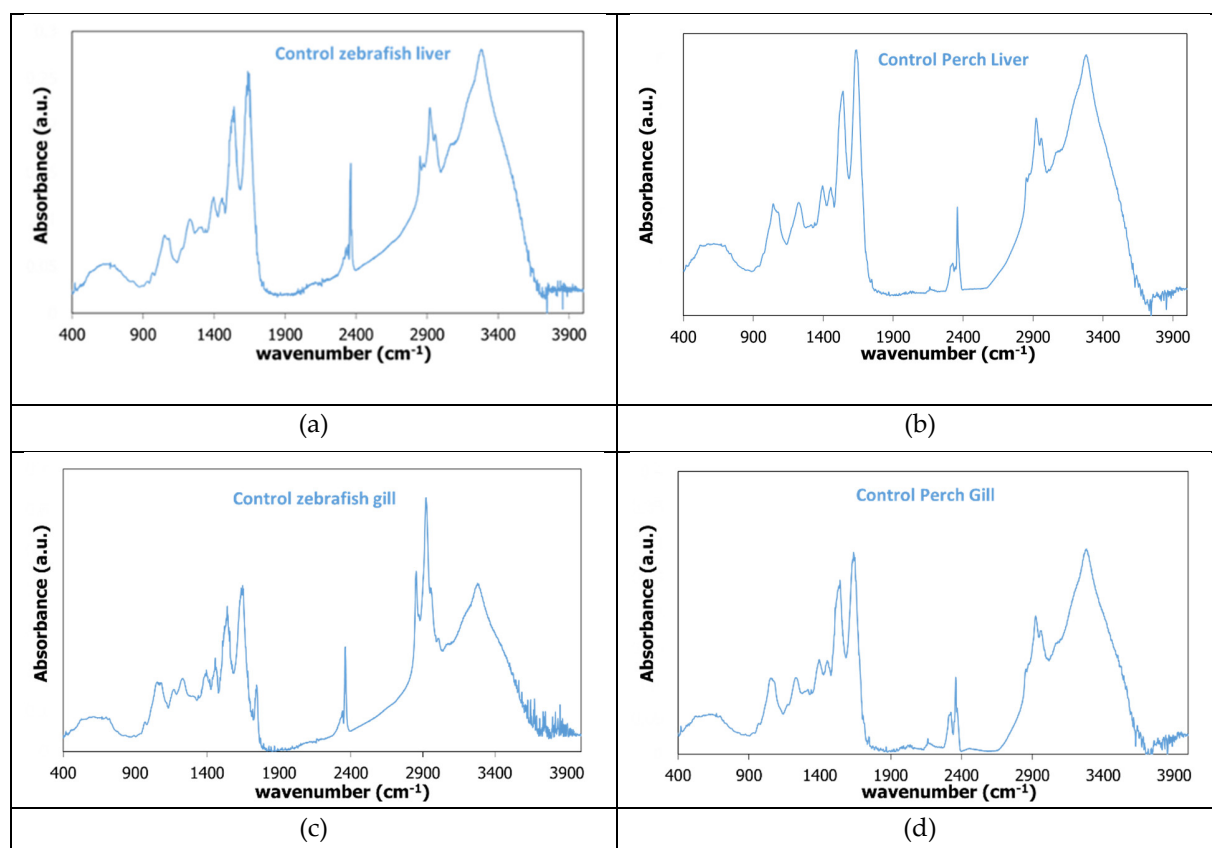 Control zebrafish liver
Absorbance (a.u.)
400 900 1400 1900 2400 2900 3400 3900
wavenumber (cm⁻¹)
(a)
Control Perch Liver
Absorbance (a.u.)
400 900 1400 1900 2400 2900 3400 3900
wavenumber (cm⁻¹)
(b)
Control zebrafish gill
Absorbance (a.u.)
400 900 1400 1900 2400 2900 3400 3900
wavenumber (cm⁻¹)
(c)
Control Perch Gill
Absorbance (a.u.)
400 900 1400 1900 2400 2900 3400 3900
wavenumber (cm⁻¹)
(d)